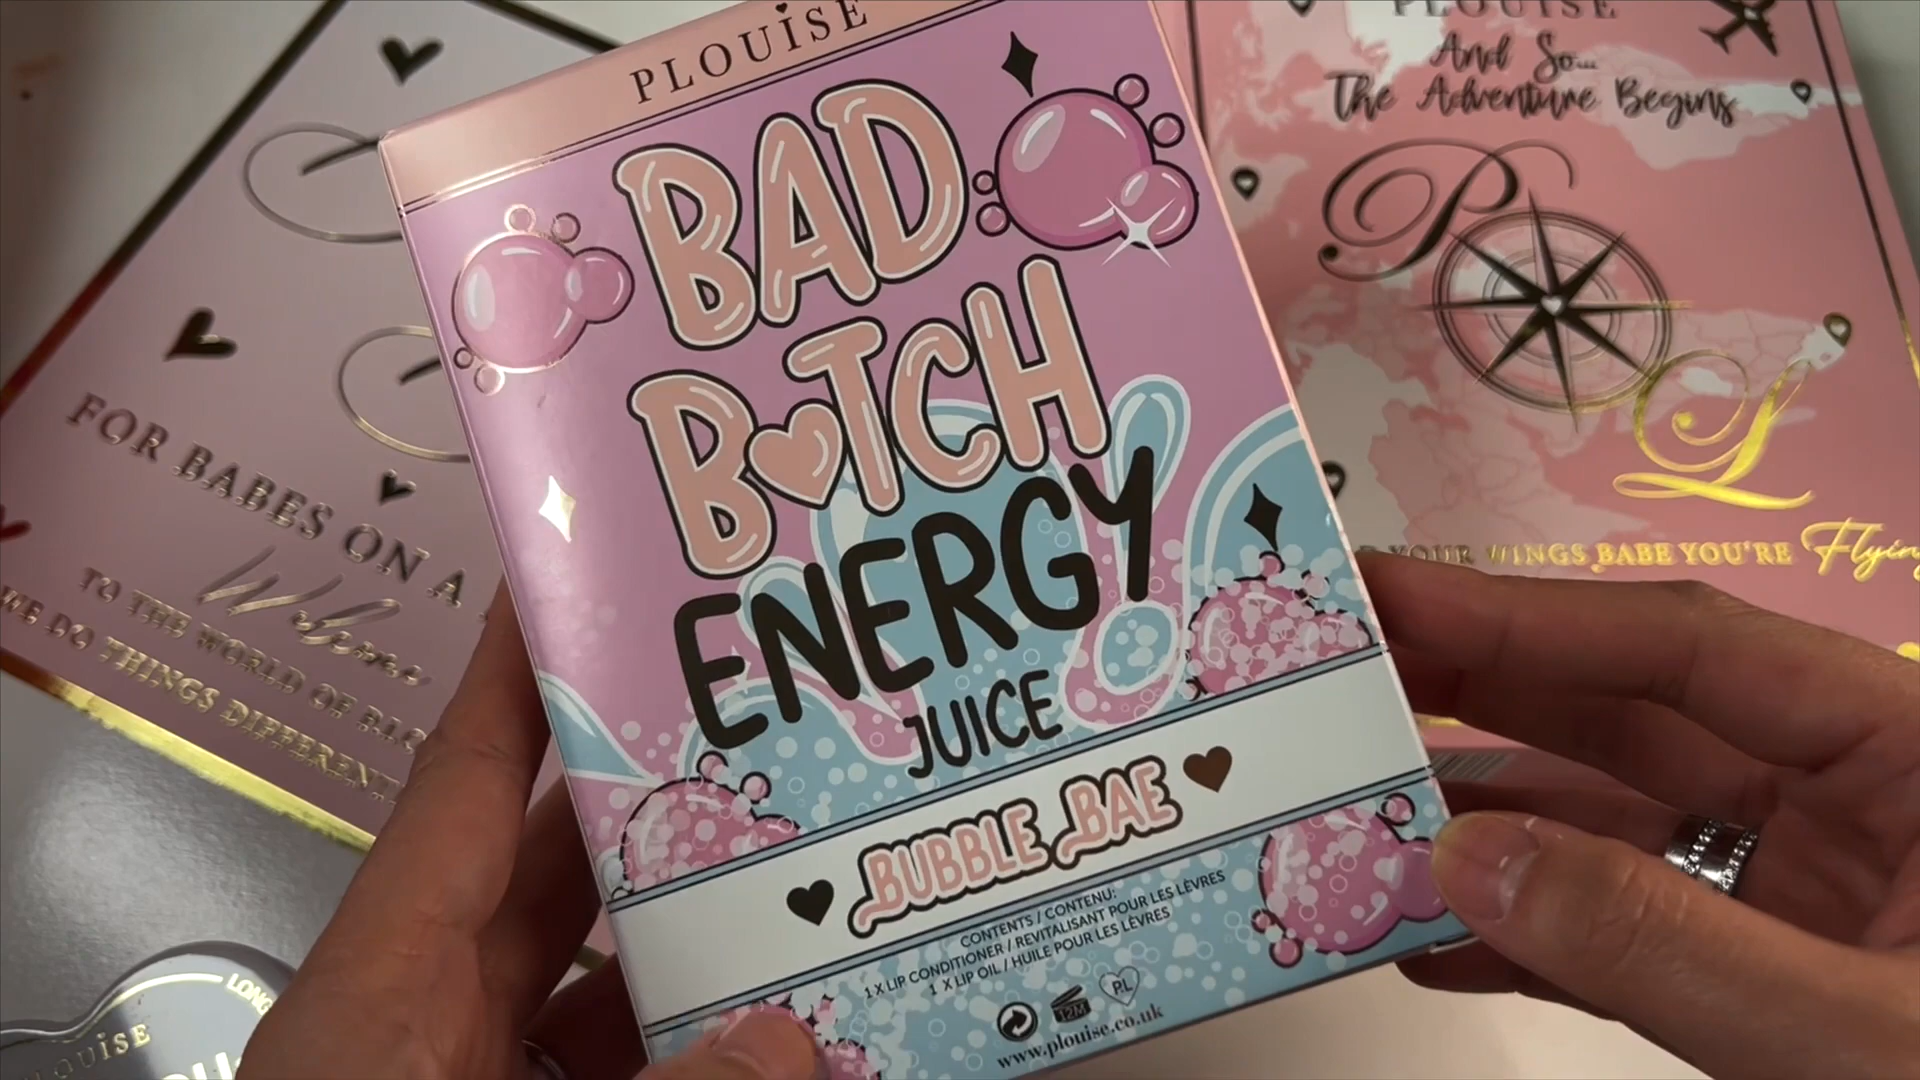 PLOUISE
BAD
B♥TCH
ENERGY
JUICE
BUBBLE BAE
CONTENTS / CONTENU:
1 X LIP CONDITIONER / REVITALISANT POUR LES LÈVRES
1 X LIP OIL / HUILE POUR LES LÈVRES
12M
P.L
www.plouise.co.uk
FOR BABES ON A
TO THE WORLD OF
WE DO THINGS DIFFERENT
PLOUISE
And So...
The Adventure Begins
P
L
YOUR WINGS BABE YOU'RE Flying
LOUISE
LONG